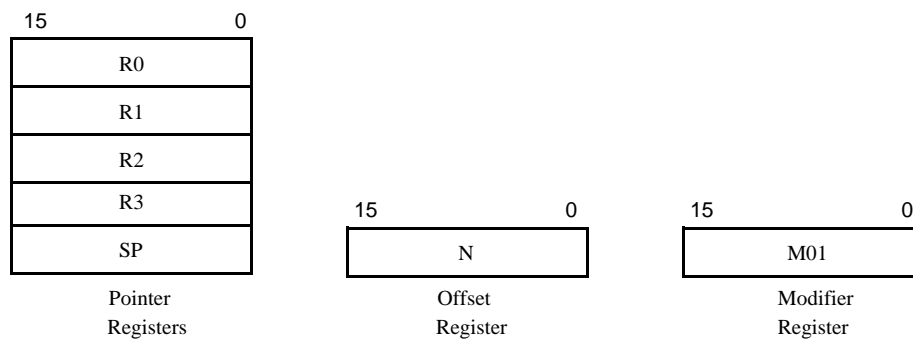 15 0
R0
R1
R2
R3
SP
Pointer
Registers
15 0
N
Offset
Register
15 0
M01
Modifier
Register